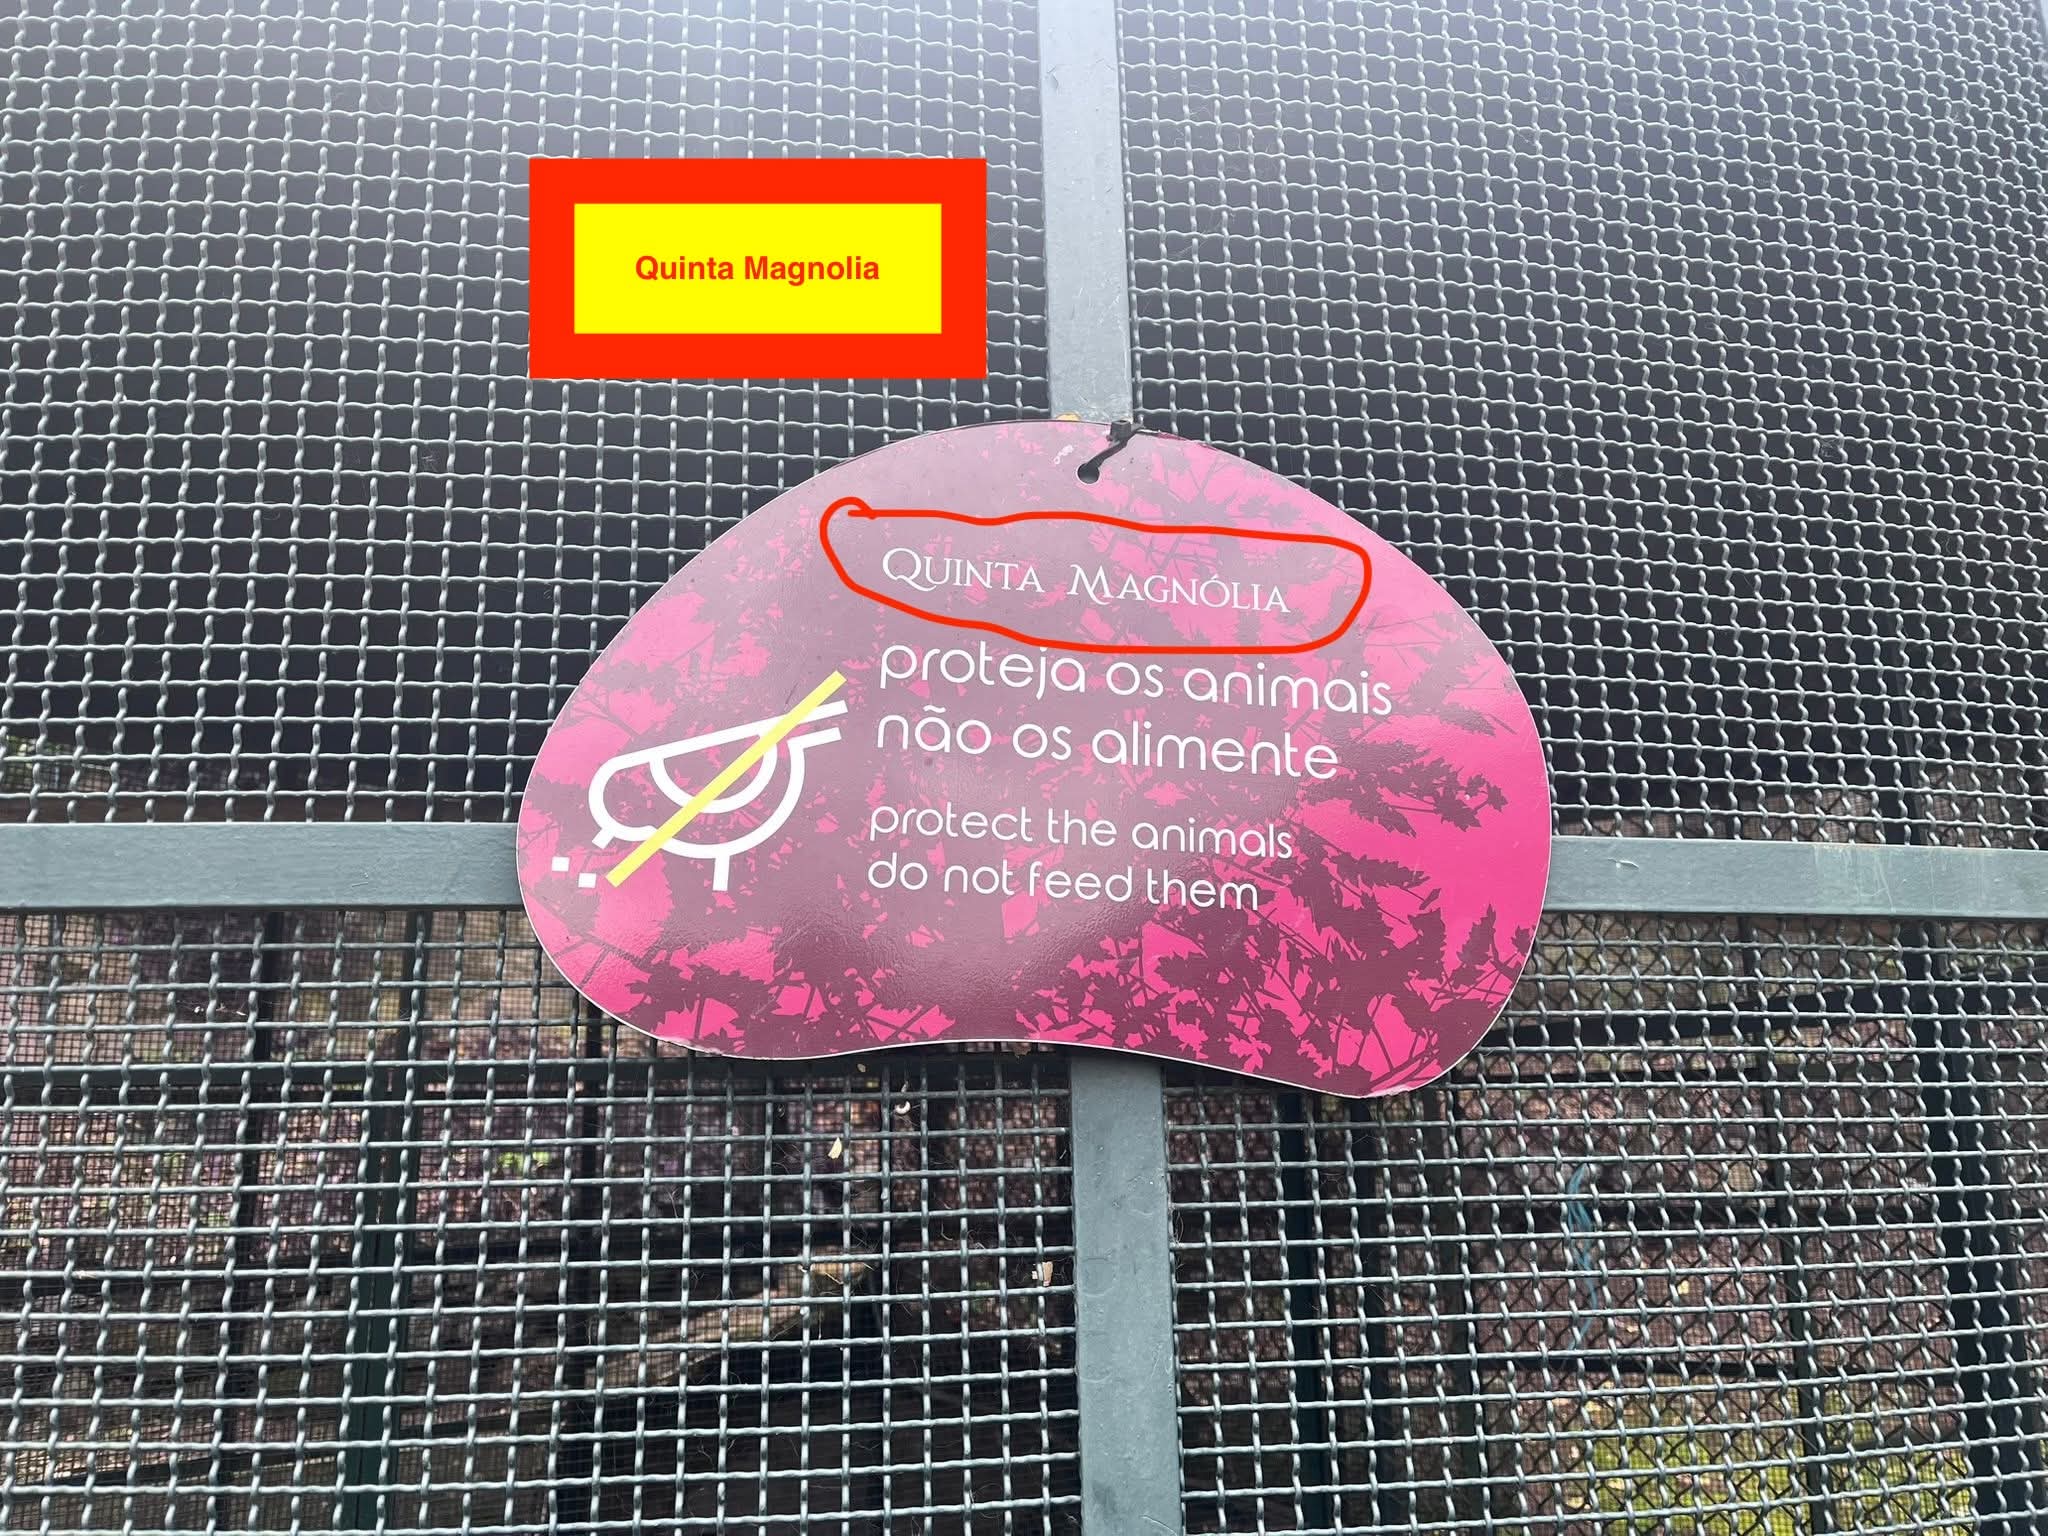 Quinta Magnolia
QUINTA MAGNÓLIA
proteja os animais
não os alimente
protect the animals
do not feed them